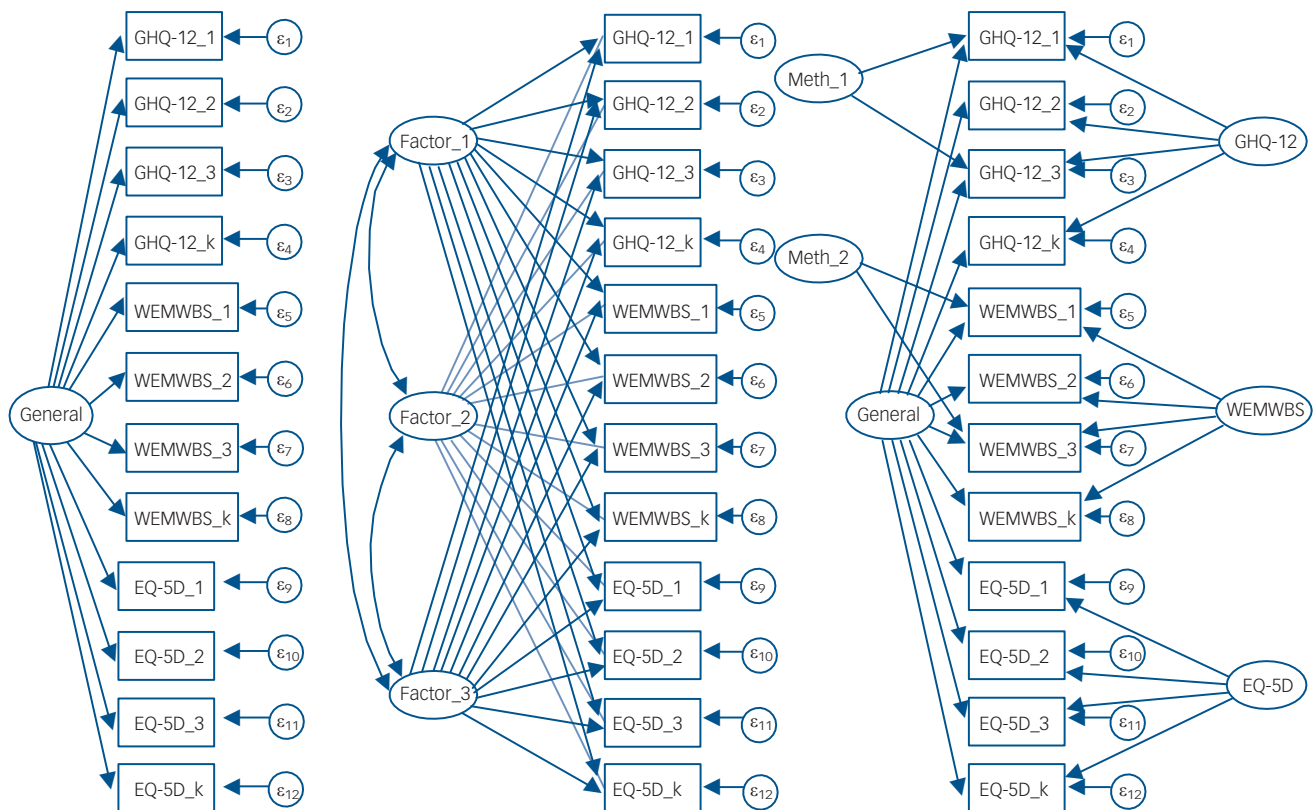 GHQ-12_1
ε1
GHQ-12_2
ε2
GHQ-12_3
ε3
GHQ-12_k
ε4
WEMWBS_1
ε5
WEMWBS_2
ε6
General
WEMWBS_3
ε7
WEMWBS_k
ε8
EQ-5D_1
ε9
EQ-5D_2
ε10
EQ-5D_3
ε11
EQ-5D_k
ε12
Factor_1
Factor_2
Factor_3
GHQ-12_1
ε1
GHQ-12_2
ε2
GHQ-12_3
ε3
GHQ-12_k
ε4
WEMWBS_1
ε5
WEMWBS_2
ε6
WEMWBS_3
ε7
WEMWBS_k
ε8
EQ-5D_1
ε9
EQ-5D_2
ε10
EQ-5D_3
ε11
EQ-5D_k
ε12
Meth_1
Meth_2
General
GHQ-12_1
ε1
GHQ-12_2
ε2
GHQ-12_3
ε3
GHQ-12_k
ε4
WEMWBS_1
ε5
WEMWBS_2
ε6
WEMWBS_3
ε7
WEMWBS_k
ε8
EQ-5D_1
ε9
EQ-5D_2
ε10
EQ-5D_3
ε11
EQ-5D_k
ε12
GHQ-12
WEMWBS
EQ-5D